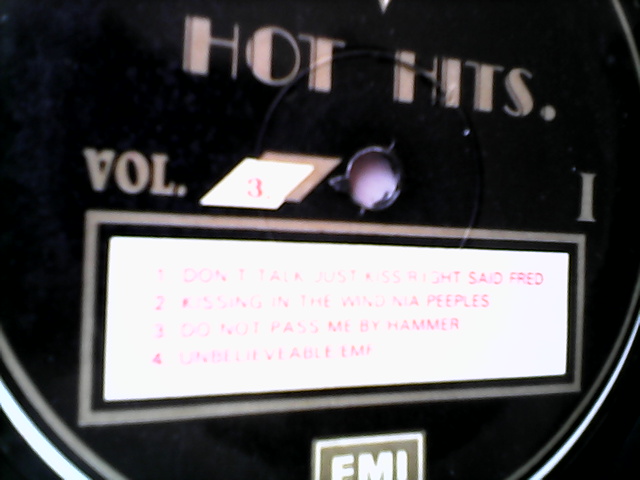 HOT HITS.
VOL. 3. I
1 DON'T TALK JUST KISS RIGHT SAID FRED
2 KISSING IN THE WIND NIA PEEPLES
3 DO NOT PASS ME BY HAMMER
4 UNBELIEVEABLE EMF
EMI